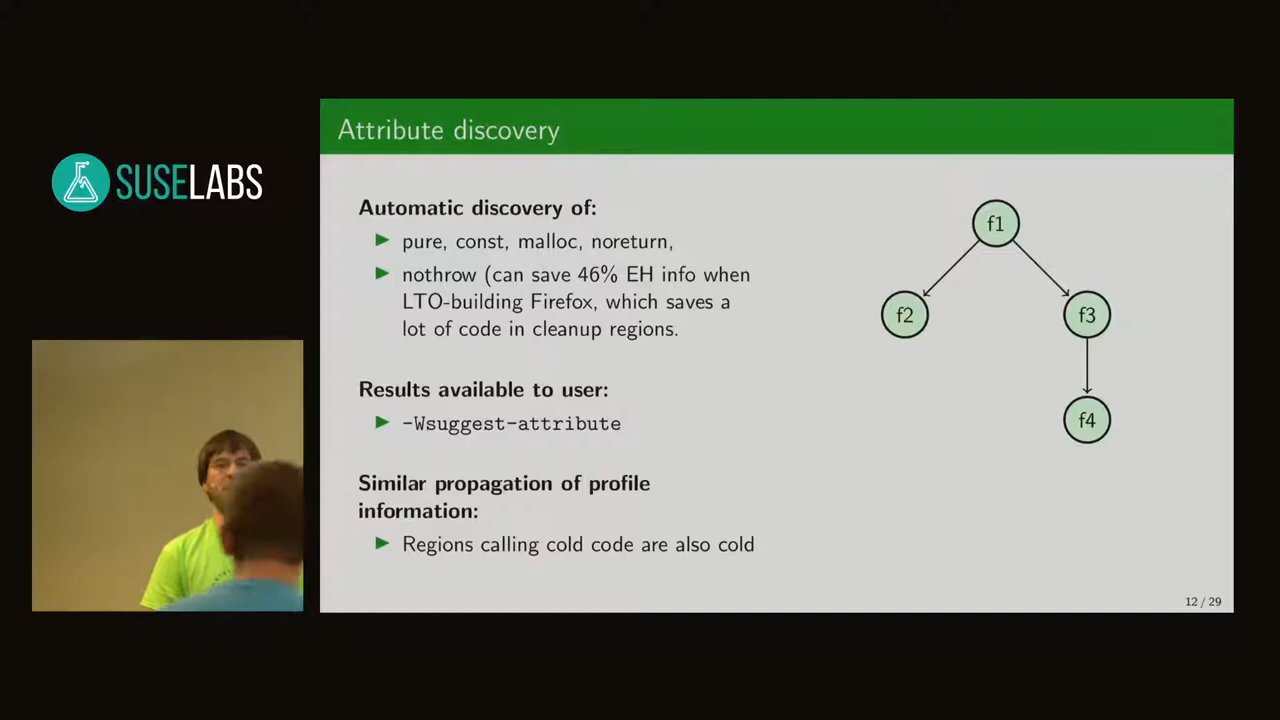 SUSELABS
Attribute discovery
Automatic discovery of:
pure, const, malloc, noreturn,
nothrow (can save 46% EH info when
LTO-building Firefox, which saves a
lot of code in cleanup regions.
Results available to user:
-Wsuggest-attribute
Similar propagation of profile
information:
Regions calling cold code are also cold
f1
f2
f3
f4
12 / 29